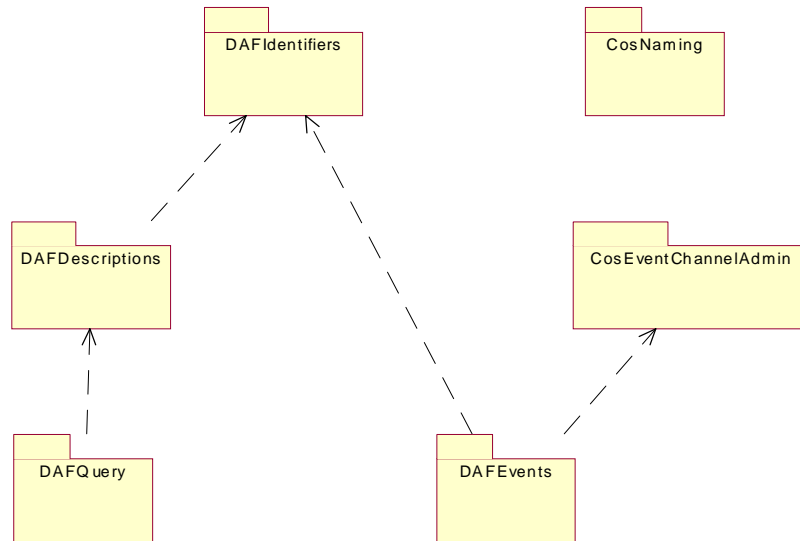 DAFIdentifiers
CosNaming
DAFDescriptions
CosEventChannelAdmin
DAFQuery
DAFEvents